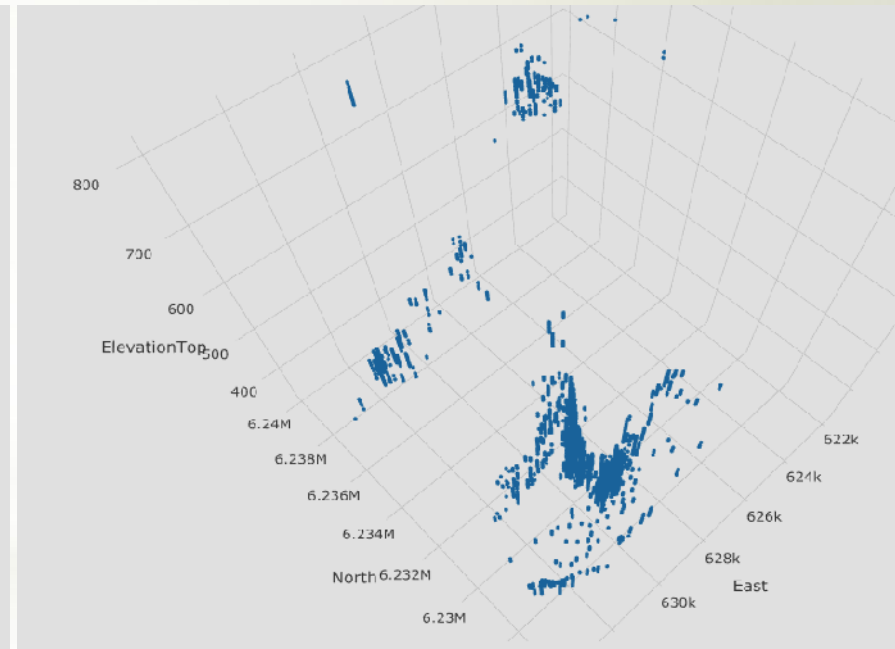 800
700
600
ElevationTop
500
400
6.24M
6.238M
6.236M
6.234M
North
6.232M
6.23M
622k
624k
626k
628k
East
630k